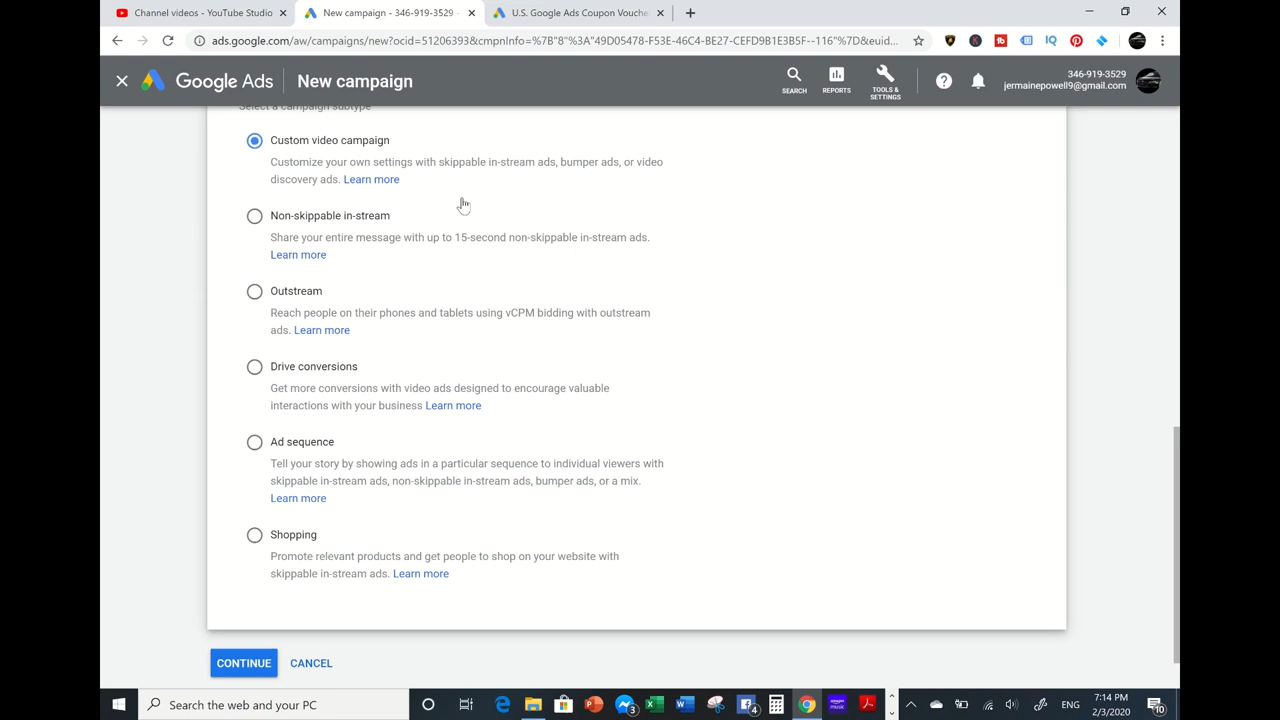 Channel videos - YouTube Studio
New campaign - 346-919-3529 -
U.S. Google Ads Coupon Vouche
ads.google.com/aw/campaigns/new?ocid=51206393&cmpnInfo=%7B"8"%3A"49D05478-F53E-46C4-BE27-CEFD9B1E3B5F--116"%7D&euid...
Google Ads
New campaign
SEARCH
REPORTS
TOOLS &
SETTINGS
346-919-3529
jermainepowell9@gmail.com
Select a campaign subtype
Custom video campaign
Customize your own settings with skippable in-stream ads, bumper ads, or video
discovery ads. Learn more
Non-skippable in-stream
Share your entire message with up to 15-second non-skippable in-stream ads.
Learn more
Outstream
Reach people on their phones and tablets using vCPM bidding with outstream
ads. Learn more
Drive conversions
Get more conversions with video ads designed to encourage valuable
interactions with your business Learn more
Ad sequence
Tell your story by showing ads in a particular sequence to individual viewers with
skippable in-stream ads, non-skippable in-stream ads, bumper ads, or a mix.
Learn more
Shopping
Promote relevant products and get people to shop on your website with
skippable in-stream ads. Learn more
CONTINUE
CANCEL
Search the web and your PC
3
4
amazon
music
ENG
7:14 PM
2/3/2020
10